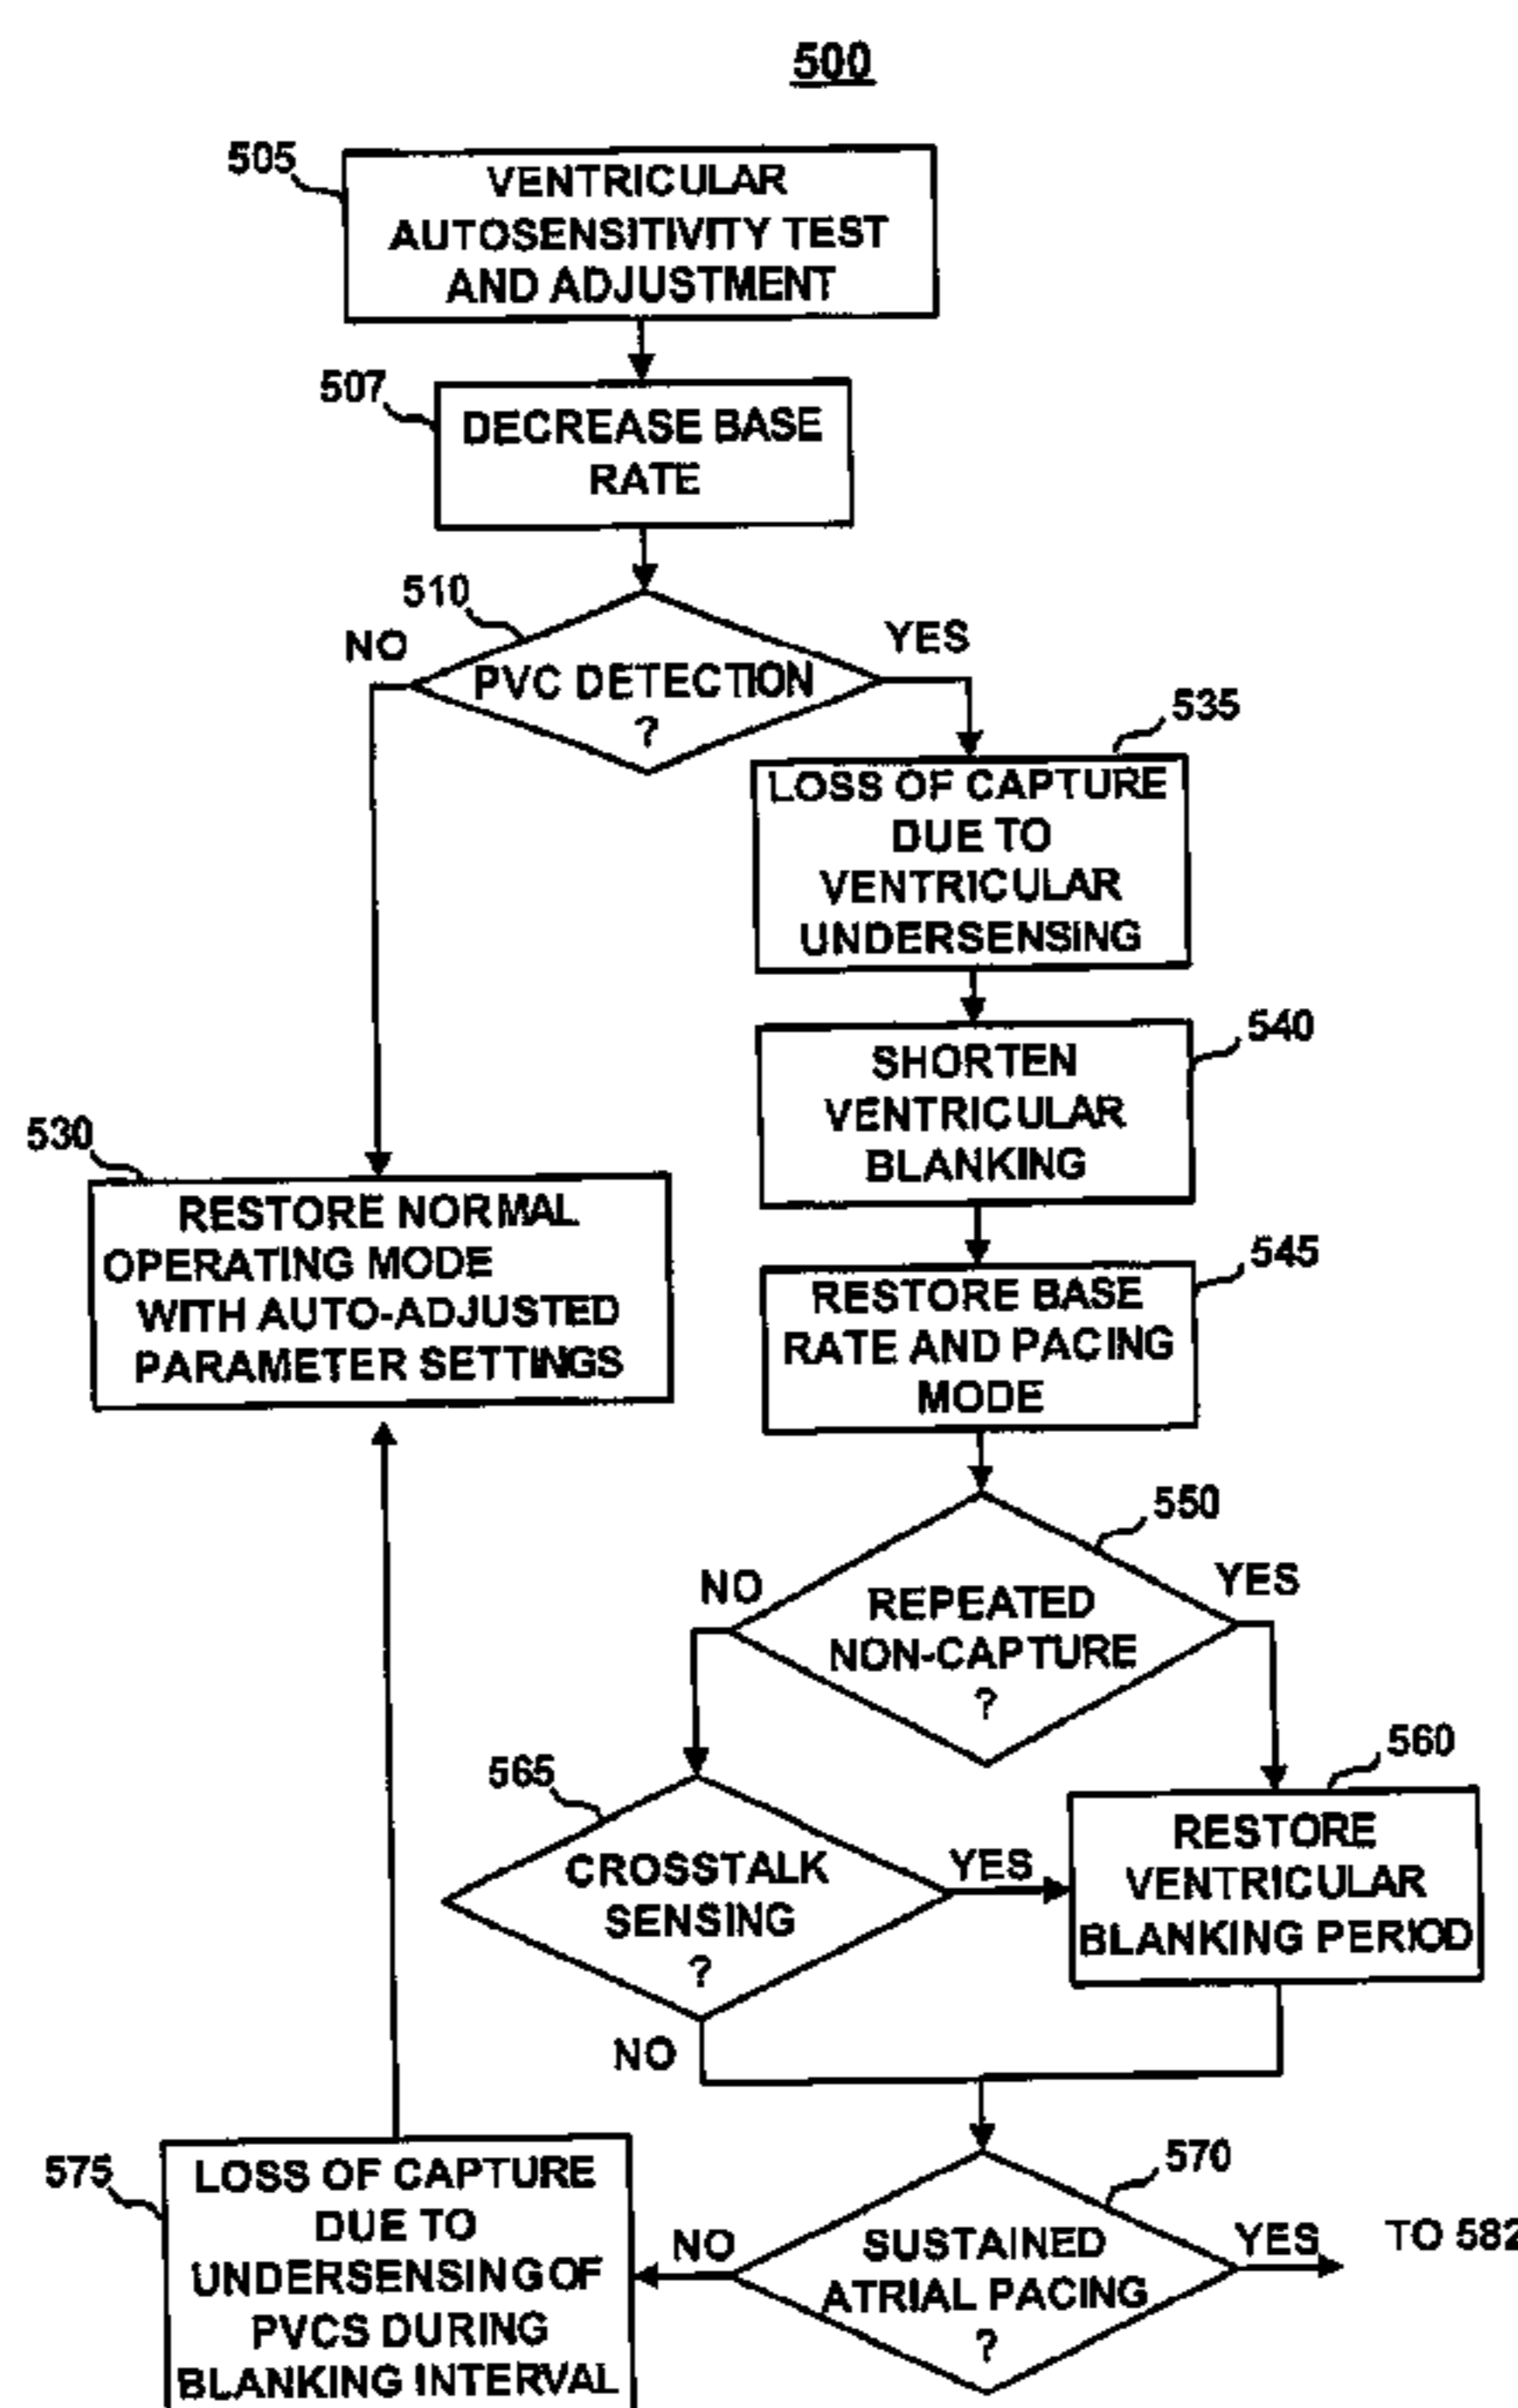 500
505
VENTRICULAR
AUTOSENSITIVITY TEST
AND ADJUSTMENT
507
DECREASE BASE
RATE
510
NO
YES
PVC DETECTION
?
535
LOSS OF CAPTURE
DUE TO
VENTRICULAR
UNDERSENSING
540
SHORTEN
VENTRICULAR
BLANKING
530
RESTORE NORMAL
OPERATING MODE
WITH AUTO-ADJUSTED
PARAMETER SETTINGS
545
RESTORE BASE
RATE AND PACING
MODE
550
NO
YES
REPEATED
NON-CAPTURE
?
565
CROSSTALK
SENSING
?
YES
NO
560
RESTORE
VENTRICULAR
BLANKING PERIOD
570
SUSTAINED
ATRIAL PACING
?
NO
YES
TO 582
575
LOSS OF CAPTURE
DUE TO
UNDERSENSING OF
PVCS DURING
BLANKING INTERVAL